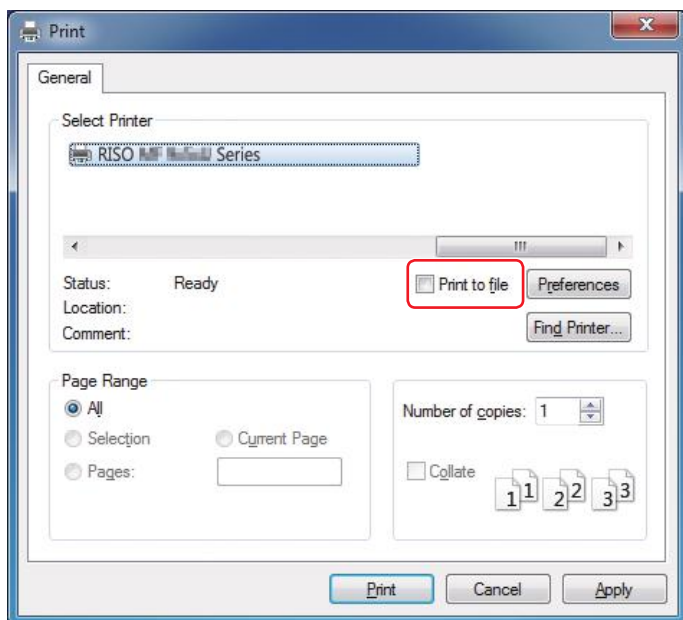 Print
General
Select Printer
RISO Series
Status: Ready
Print to file
Preferences
Location:
Comment:
Find Printer...
Page Range
All
Selection
Current Page
Pages:
Number of copies: 1
Collate
1 1 2 2 3 3
Print
Cancel
Apply